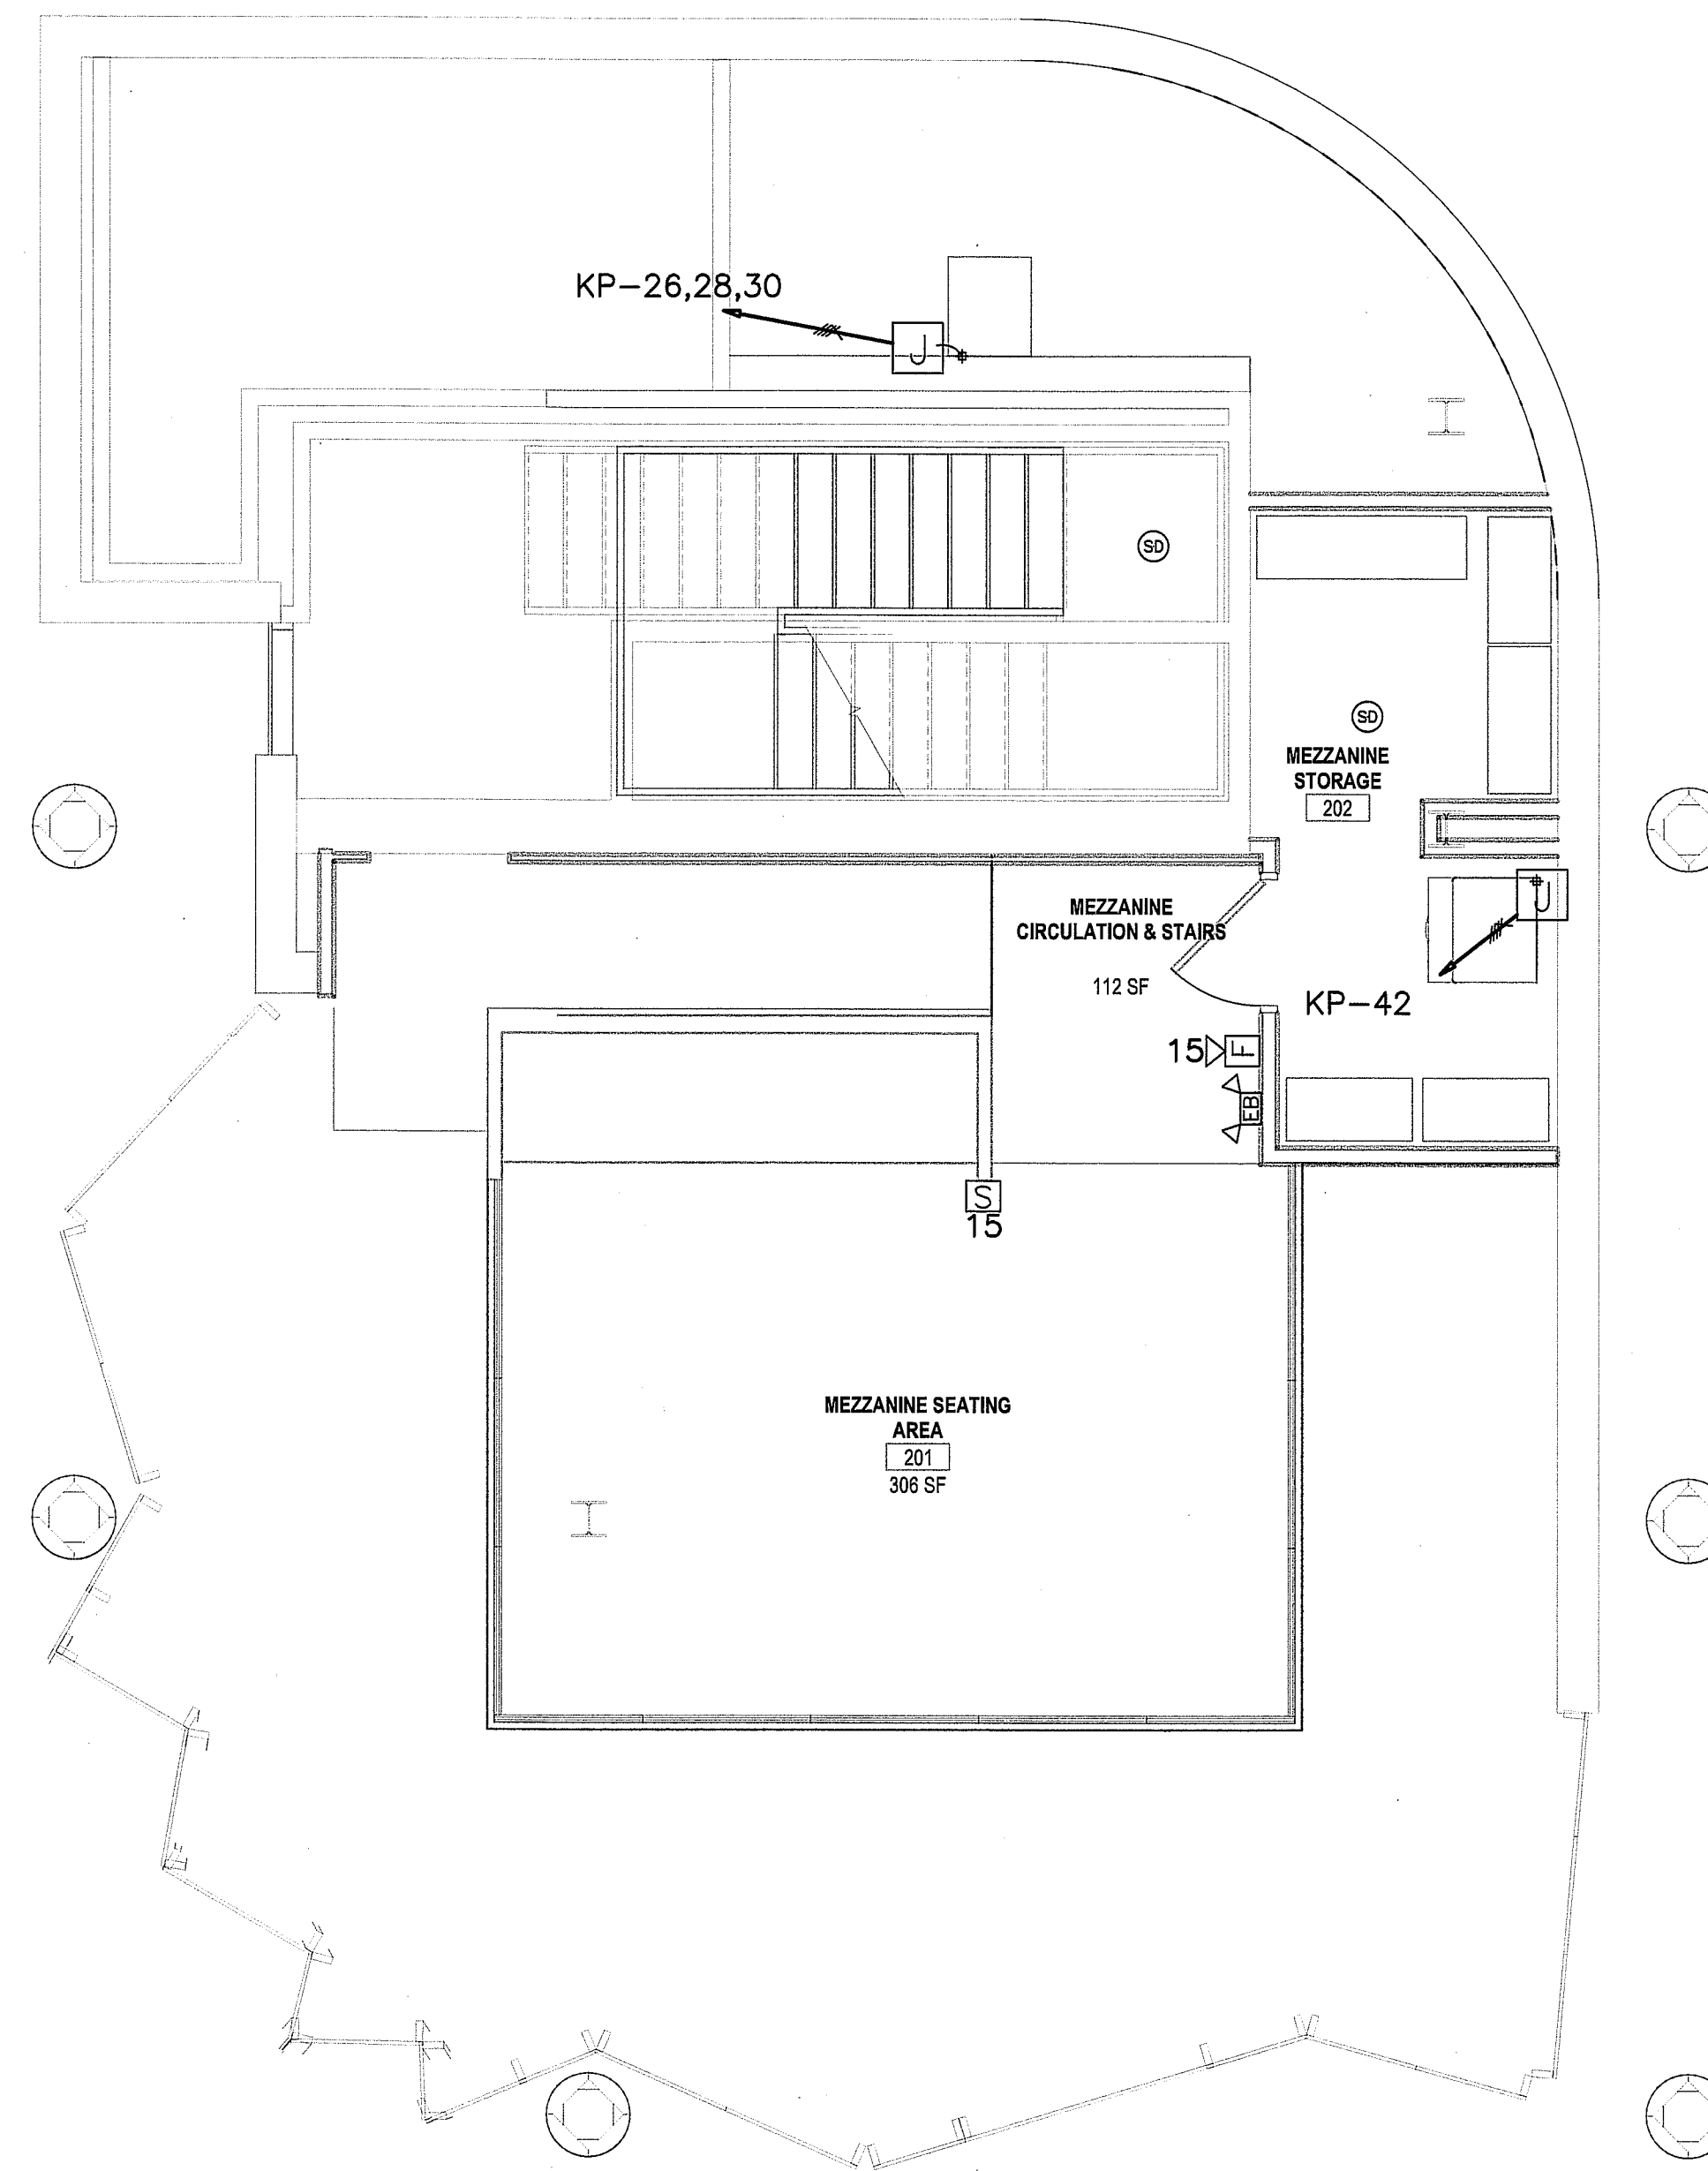 KP-26,28,30
J
SD
SD
MEZZANINE
STORAGE
202
J
MEZZANINE
CIRCULATION & STAIRS
112 SF
KP-42
15 F
EB
S
15
MEZZANINE SEATING
AREA
201
306 SF